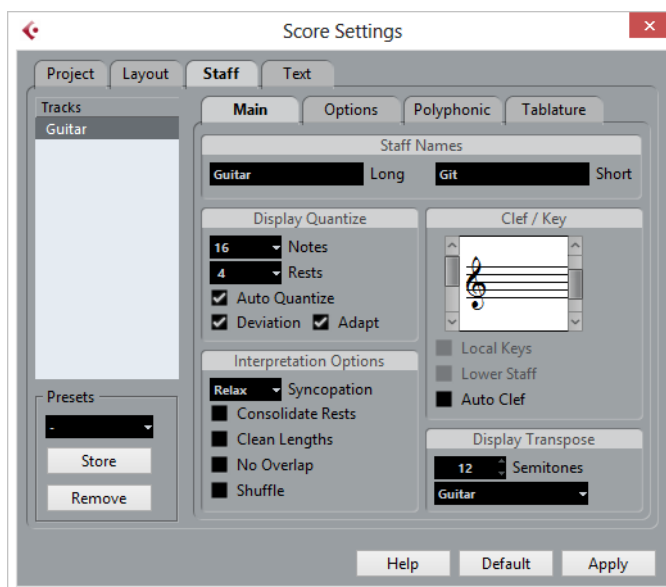 Score Settings
Project Layout Staff Text
Tracks
Guitar
Main Options Polyphonic Tablature
Staff Names
Guitar Long Git Short
Display Quantize
16 Notes
4 Rests
Auto Quantize
Deviation Adapt
Clef / Key
Local Keys
Lower Staff
Auto Clef
Interpretation Options
Relax Syncopation
Consolidate Rests
Clean Lengths
No Overlap
Shuffle
Display Transpose
12 Semitones
Guitar
Presets
-
Store
Remove
Help Default Apply